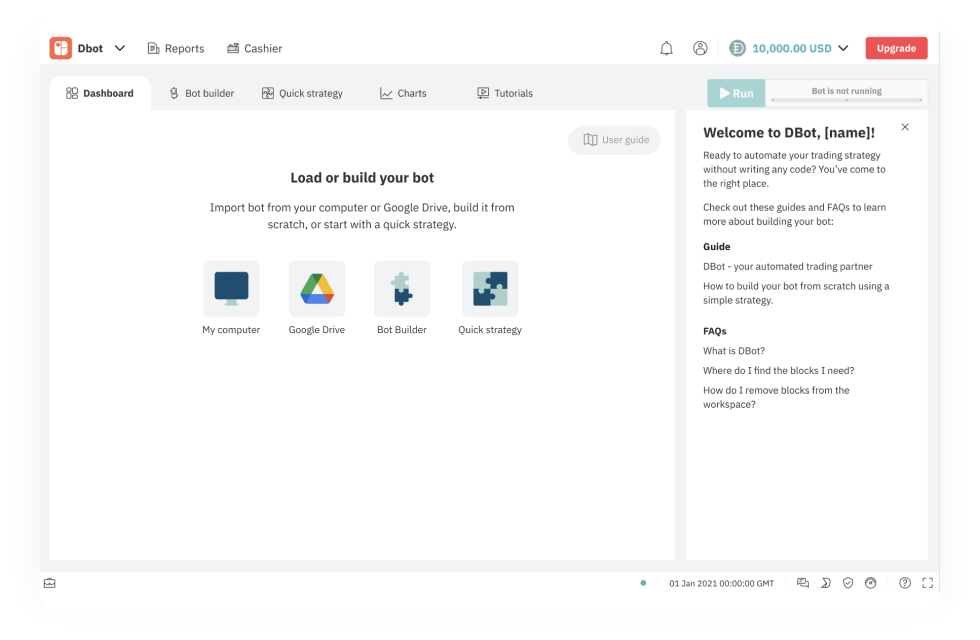 Dbot Reports Cashier 10,000.00 USD Upgrade
Dashboard Bot builder Quick strategy Charts Tutorials Run Bot is not running
User guide
Load or build your bot
Import bot from your computer or Google Drive, build it from
scratch, or start with a quick strategy.
My computer Google Drive Bot Builder Quick strategy
Welcome to DBot, [name]!
Ready to automate your trading strategy
without writing any code? You’ve come to
the right place.
Check out these guides and FAQs to learn
more about building your bot:
Guide
DBot - your automated trading partner
How to build your bot from scratch using a
simple strategy.
FAQs
What is DBot?
Where do I find the blocks I need?
How do I remove blocks from the
workspace?
01 Jan 2021 00:00:00 GMT